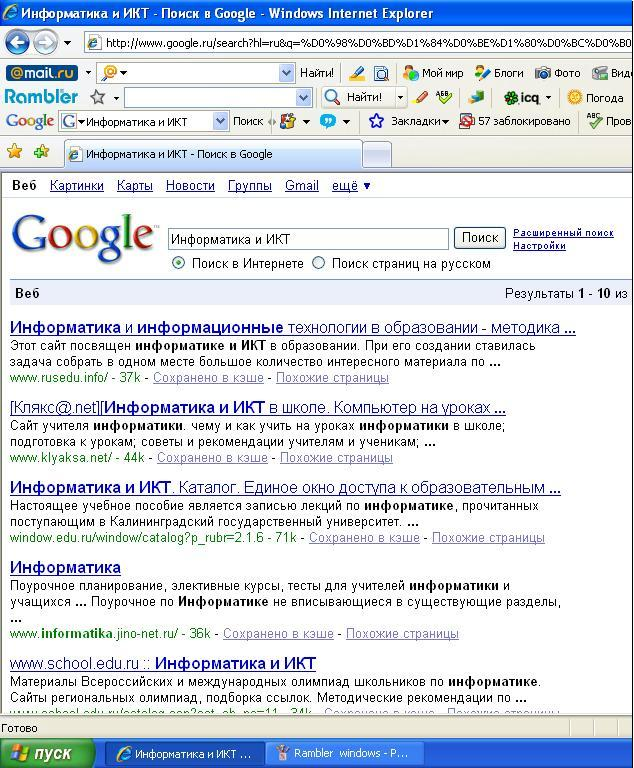 Информатика и ИКТ - Поиск в Google - Windows Internet Explorer
http://www.google.ru/search?hl=ru&q=%D0%98%D0%BD%D1%84%D0%BE%D1%80%D0%BC%D0%B0
@mail.ru @ Найти! Мой мир Блоги Фото
Rambler Найти! АБВ icq Погода
Google G Информатика и ИКТ Поиск Закладки 57 заблокировано ABC
Информатика и ИКТ - Поиск в Google
Веб Картинки Карты Новости Группы Gmail ещё ▼
Google™ Информатика и ИКТ Поиск Расширенный поиск
Настройки
Поиск в Интернете Поиск страниц на русском
Веб Результаты 1 - 10 из
Информатика и информационные технологии в образовании - методика ...
Этот сайт посвящен информатике и ИКТ в образовании. При его создании ставилась
задача собрать в одном месте большое количество интересного материала по ...
www.rusedu.info/ - 37k - Сохранено в кэше - Похожие страницы
[Клякс@.net][Информатика и ИКТ в школе. Компьютер на уроках ...
Сайт учителя информатики. чему и как учить на уроках информатики в школе;
подготовка к урокам; советы и рекомендации учителям и ученикам; ...
www.klyaksa.net/ - 44k - Сохранено в кэше - Похожие страницы
Информатика и ИКТ. Каталог. Единое окно доступа к образовательным ...
Настоящее учебное пособие является записью лекций по информатике, прочитанных
поступающим в Калининградский государственный университет. ...
window.edu.ru/window/catalog?p_rubr=2.1.6 - 71k - Сохранено в кэше - Похожие страницы
Информатика
Поурочное планирование, элективные курсы, тесты для учителей информатики и
учащихся ... Поурочное по Информатике не вписывающиеся в существующие разделы,
...
www.informatika.jino-net.ru/ - 36k - Сохранено в кэше - Похожие страницы
www.school.edu.ru :: Информатика и ИКТ
Материалы Всероссийских и международных олимпиад школьников по информатике.
Сайты региональных олимпиад, подборка ссылок. Методические рекомендации по ...
Готово
пуск Информатика и ИКТ ... Rambler windows - P...